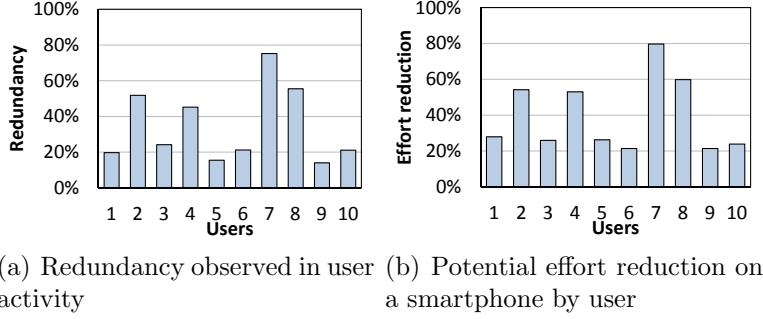 100%
80%
60%
40%
20%
0%
Redundancy
1 2 3 4 5 6 7 8 9 10
Users
100%
80%
60%
40%
20%
0%
Effort reduction
1 2 3 4 5 6 7 8 9 10
Users
(a) Redundancy observed in user
activity
(b) Potential effort reduction on
a smartphone by user